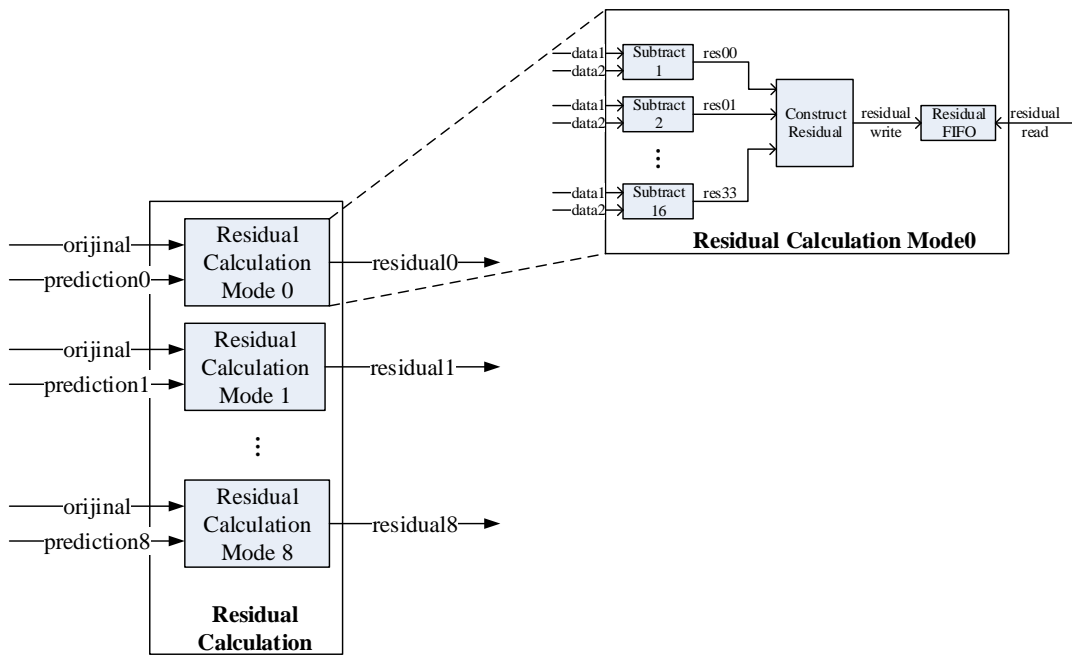 data1
data2
Subtract
1
res00
data1
data2
Subtract
2
res01
data1
data2
Subtract
16
res33
Construct
Residual
residual
write
Residual
FIFO
residual
read
Residual Calculation Mode0
orijinal
prediction0
Residual
Calculation
Mode 0
residual0
orijinal
prediction1
Residual
Calculation
Mode 1
residual1
orijinal
prediction8
Residual
Calculation
Mode 8
residual8
Residual
Calculation